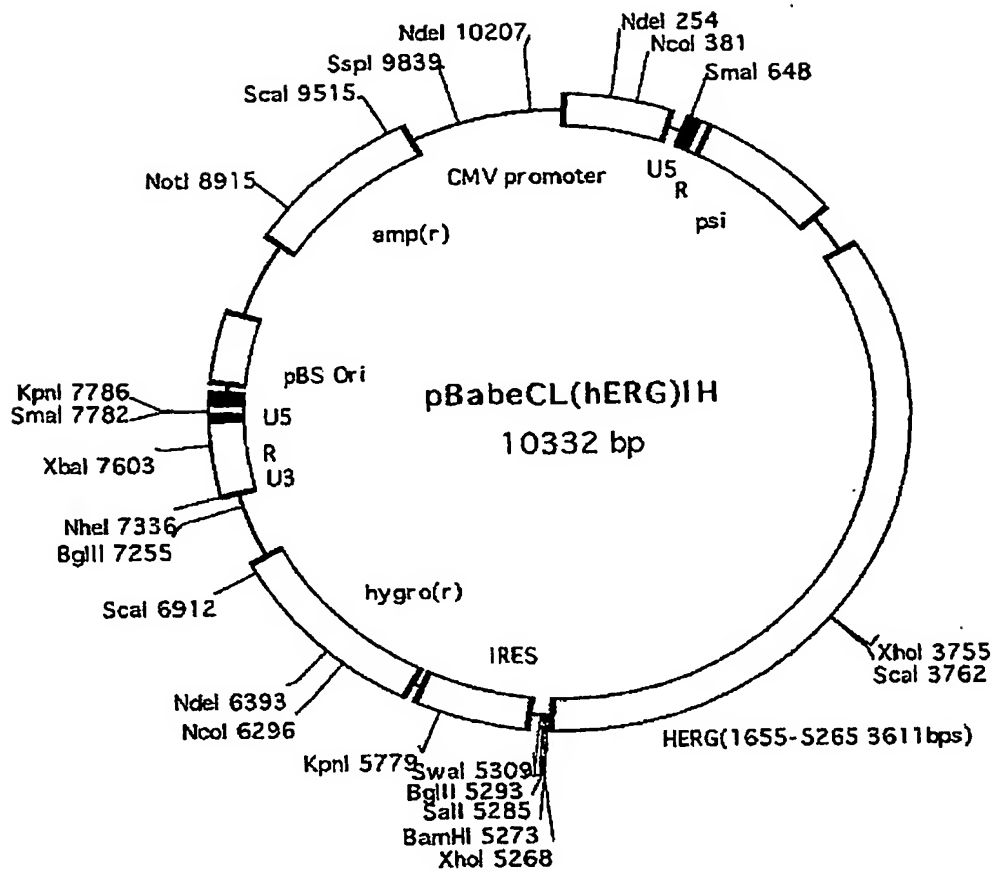 NdeI 10207
NdeI 254
NcoI 381
SspI 9839
SmaI 648
ScaI 9515
CMV promoter
U5
R
NotI 8915
psi
amp(r)
pBS Ori
KpnI 7786
SmaI 7782
U5
pBabeCL(hERG)IH
10332 bp
R
XbaI 7603
U3
NheI 7336
BglII 7255
hygro(r)
ScaI 6912
IRES
XhoI 3755
ScaI 3762
NdeI 6393
NcoI 6296
HERG(1655-5265 3611bps)
KpnI 5779
SwaI 5309
BglII 5293
SalI 5285
BamHI 5273
XhoI 5268